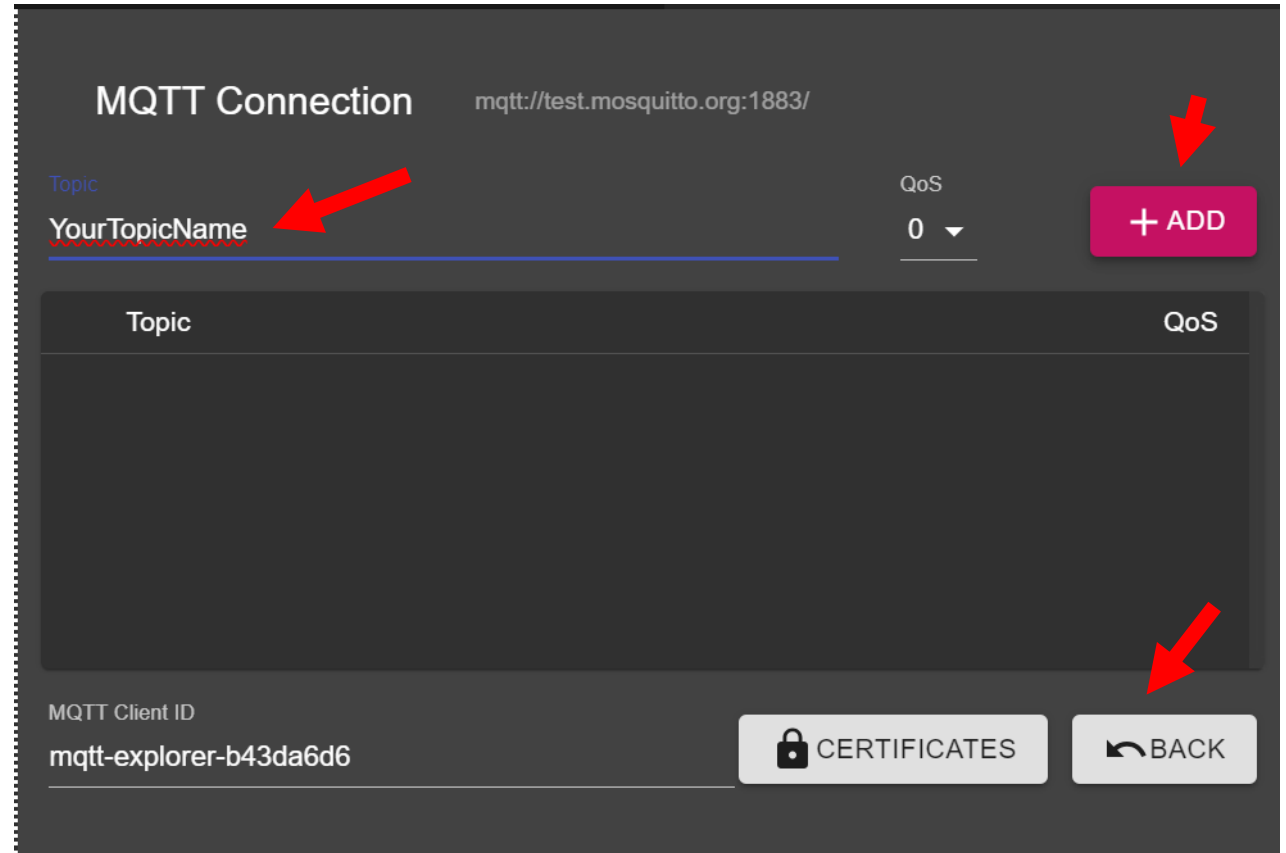 MQTT Connection mqtt://test.mosquitto.org:1883/
Topic QoS
YourTopicName 0 ADD
Topic QoS
MQTT Client ID
mqtt-explorer-b43da6d6 CERTIFICATES BACK